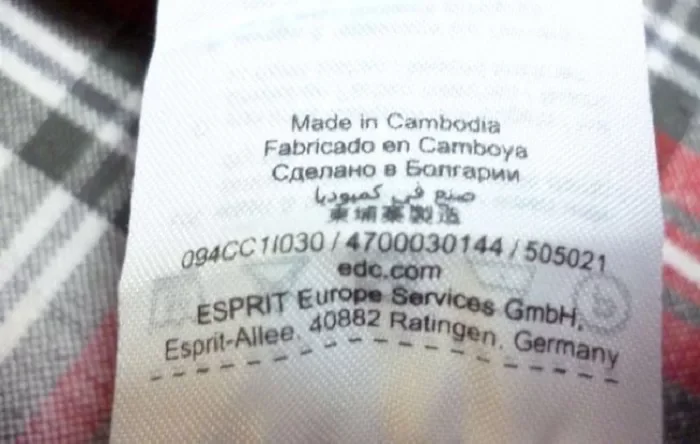 Made in Cambodia
Fabricado en Camboya
Сделано в Болгарии
صنع في كمبوديا
柬埔寨製造
094CC1I030 / 4700030144 / 505021
edc.com
ESPRIT Europe Services GmbH,
Esprit-Allee, 40882 Ratingen, Germany